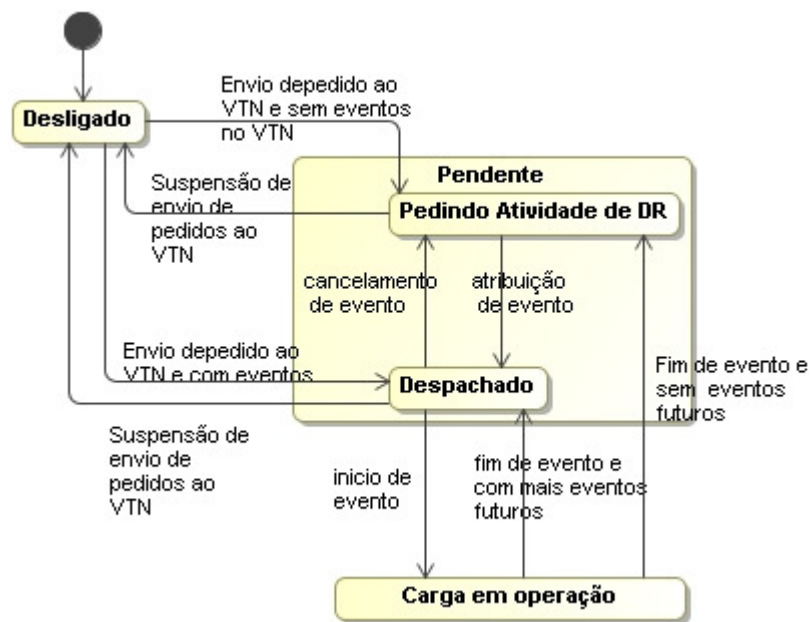 Envio depedido ao
VTN e sem eventos
no VTN
Desligado
Pendente
Suspensão de
envio de
pedidos ao
VTN
Pedindo Atividade de DR
cancelamento
de evento
atribuição
de evento
Envio depedido ao
VTN e com eventos
Despachado
Fim de evento e
sem eventos
futuros
Suspensão de
envio de
pedidos ao
VTN
inicio de
evento
fim de evento e
com mais eventos
futuros
Carga em operação